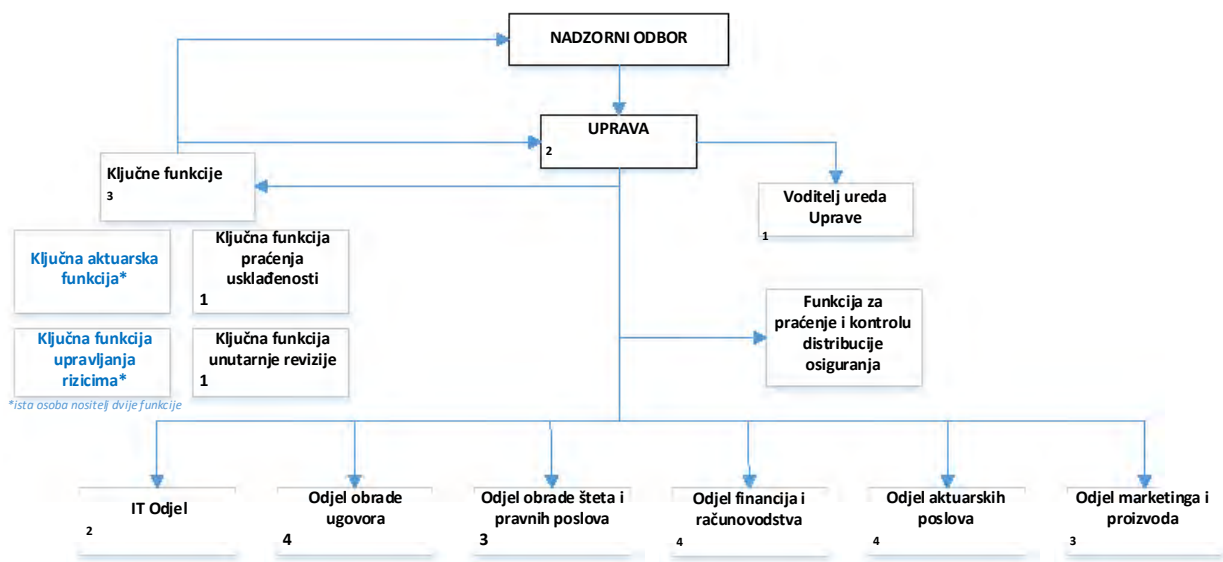 NADZORNI ODBOR
UPRAVA
2
Ključne funkcije
3
Voditelj ureda
Uprave
1
Ključna aktuarska
funkcija*
Ključna funkcija
praćenja
usklađenosti
1
Ključna funkcija
upravljanja
rizicima*
Ključna funkcija
unutarnje revizije
1
*ista osoba nositelj dvije funkcije
Funkcija za
praćenje i kontrolu
distribucije
osiguranja
IT Odjel
2
Odjel obrade
ugovora
4
Odjel obrade šteta i
pravnih poslova
3
Odjel financija i
računovodstva
4
Odjel aktuarskih
poslova
4
Odjel marketinga i
proizvoda
3